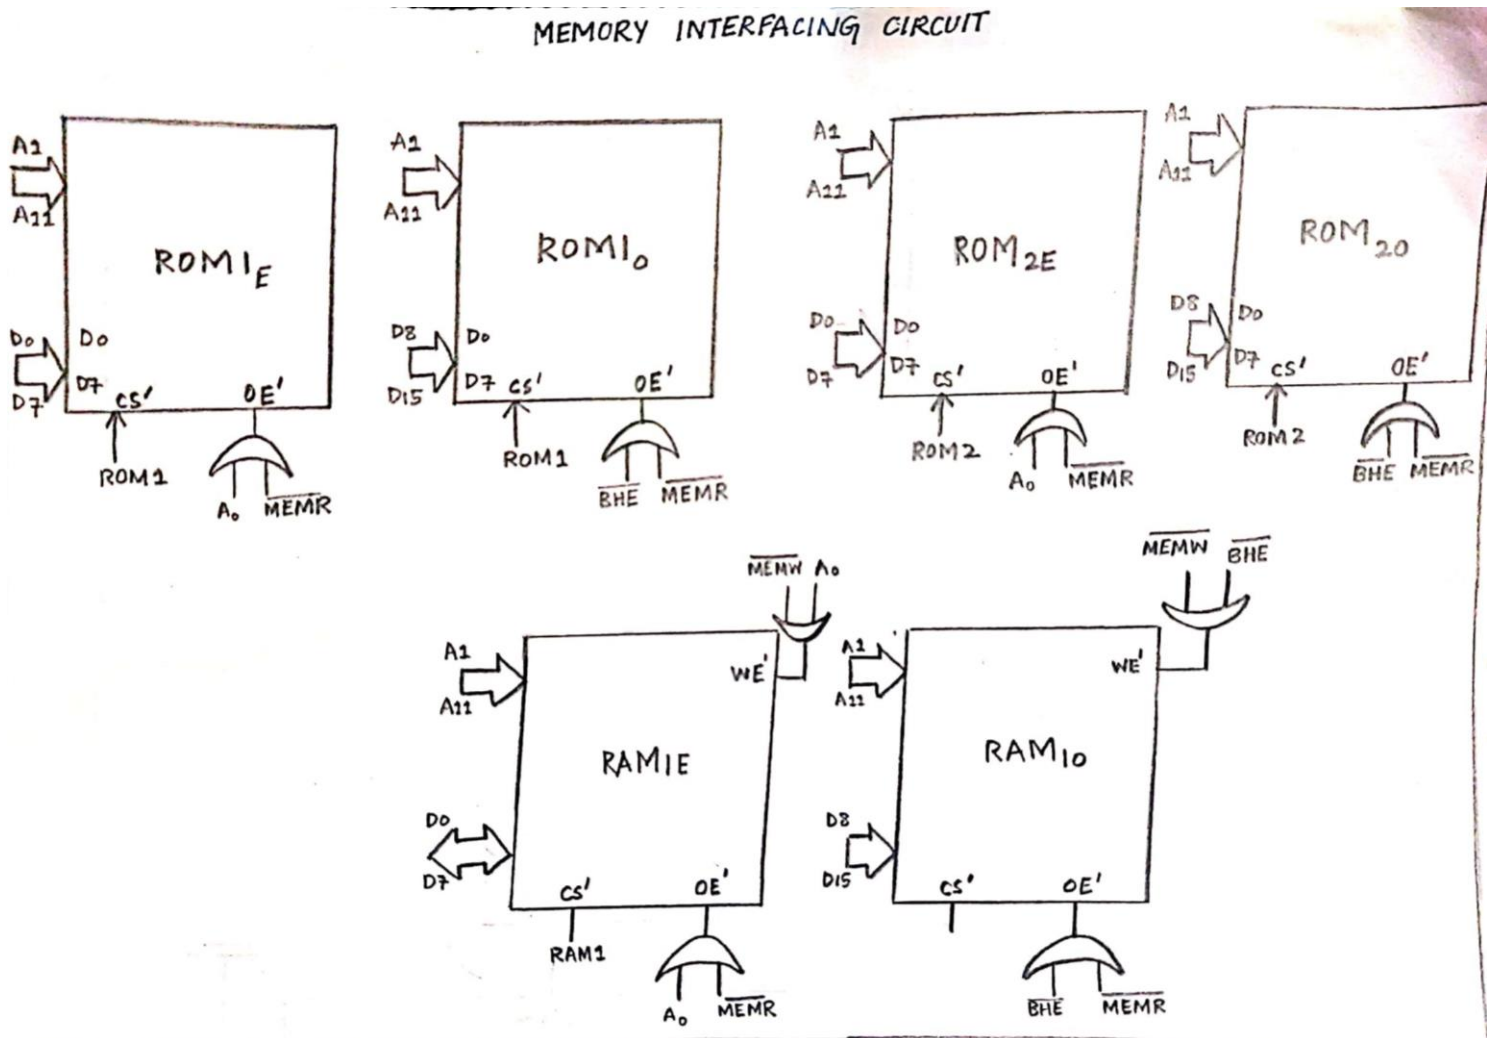 MEMORY INTERFACING CIRCUIT
A1
A11
ROM1E
D0
D7
D0
D7
CS'
OE'
ROM1
A0
MEMR
A1
A11
ROM1O
D8
D15
D0
D7
CS'
OE'
ROM1
BHE
MEMR
A1
A11
ROM2E
D0
D7
D0
D7
CS'
OE'
ROM2
A0
MEMR
A1
A11
ROM2O
D8
D15
D0
D7
CS'
OE'
ROM2
BHE
MEMR
MEMW A0
A1
A11
WE'
RAM1E
D0
D7
CS'
OE'
RAM1
A0
MEMR
MEMW BHE
A1
A11
WE'
RAM1O
D8
D15
CS'
OE'
BHE
MEMR